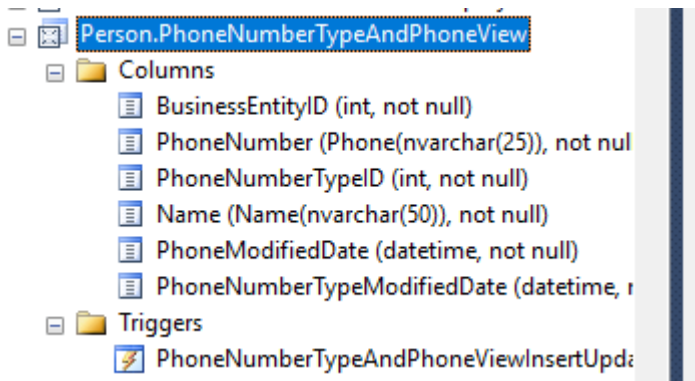 Person.PhoneNumberTypeAndPhoneView
Columns
BusinessEntityID (int, not null)
PhoneNumber (Phone(nvarchar(25)), not nul
PhoneNumberTypeID (int, not null)
Name (Name(nvarchar(50)), not null)
PhoneModifiedDate (datetime, not null)
PhoneNumberTypeModifiedDate (datetime,
Triggers
PhoneNumberTypeAndPhoneViewInsertUpda